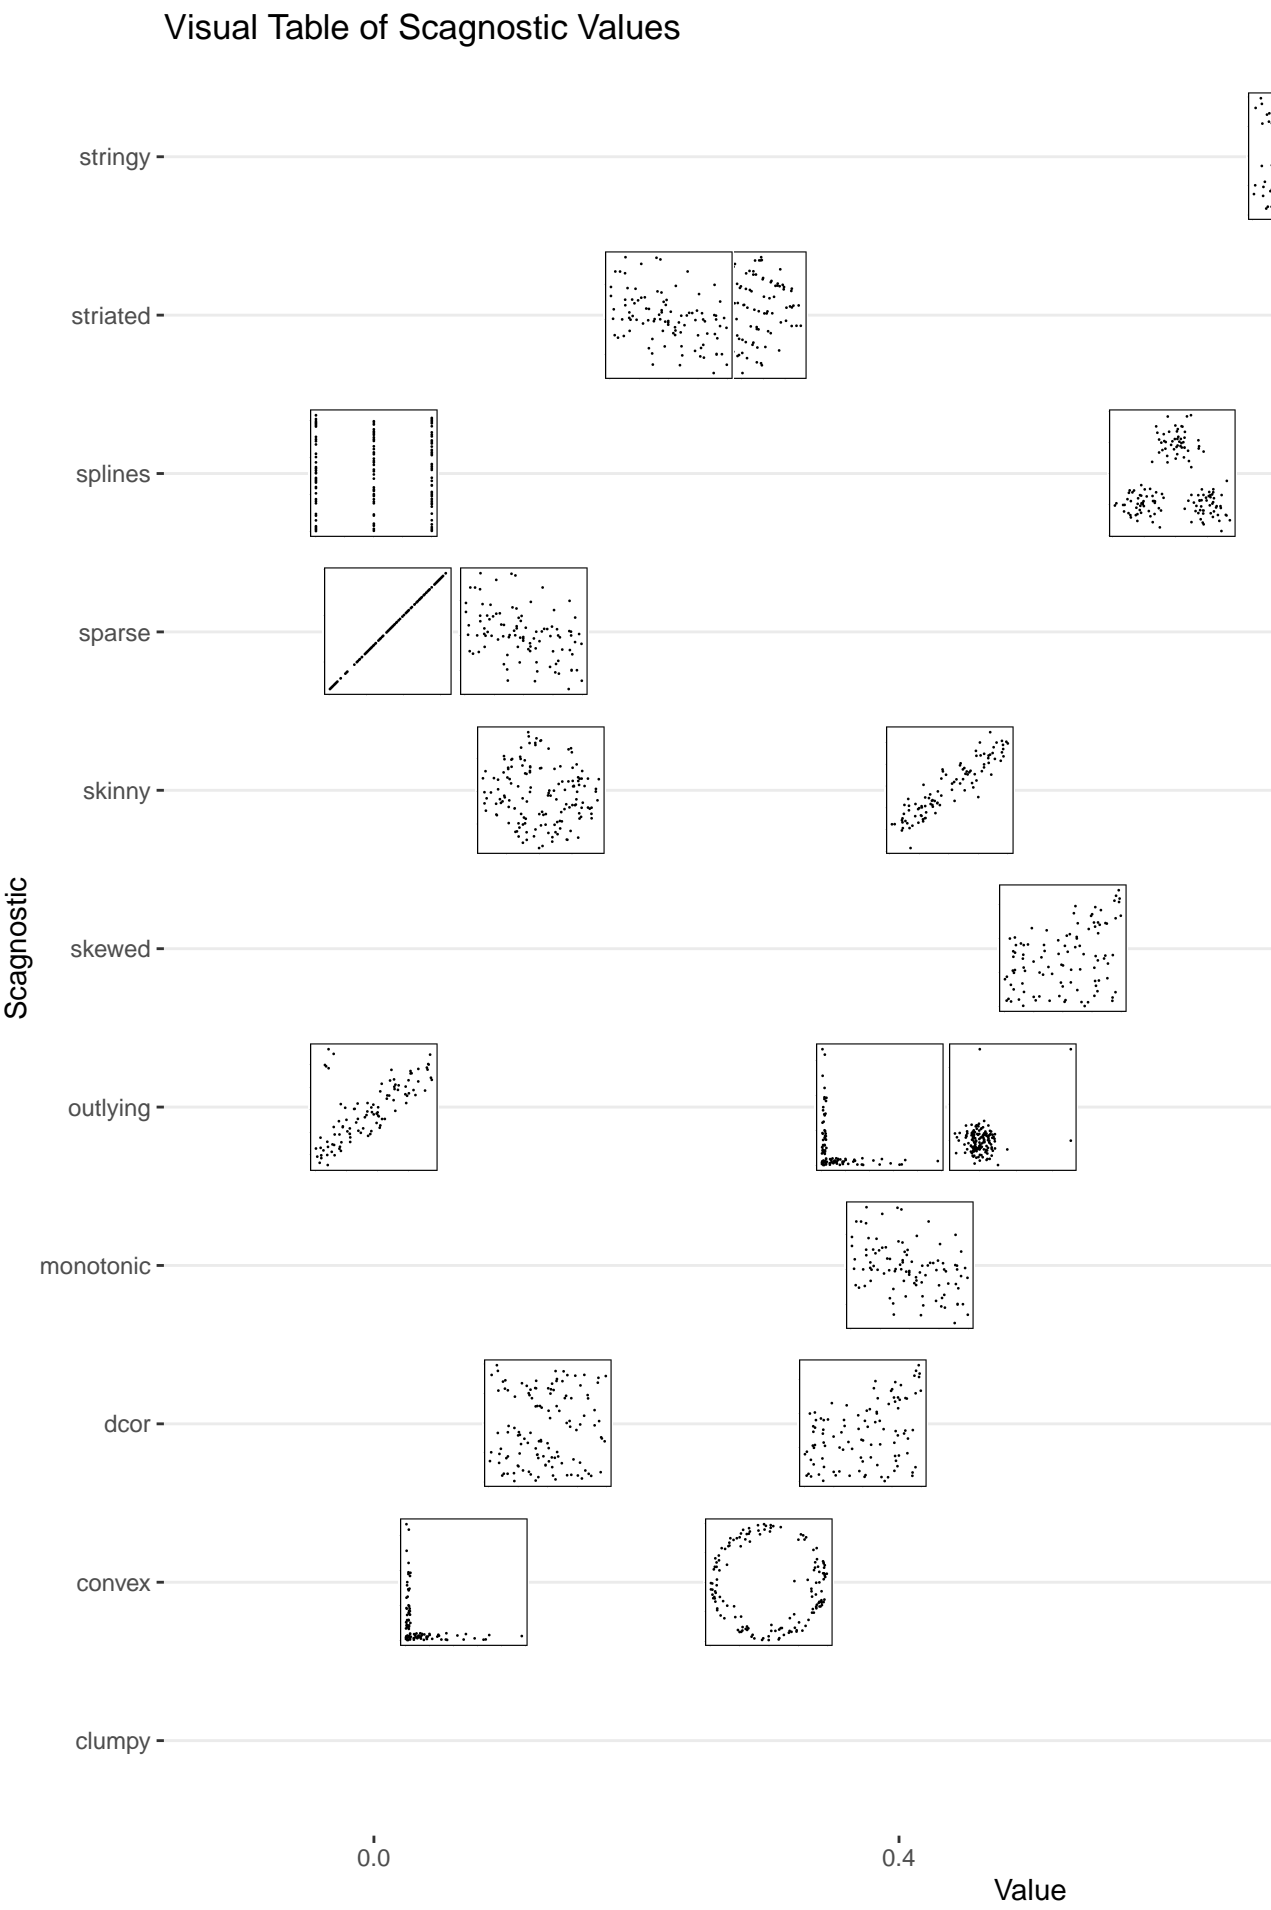 Visual Table of Scagnostic Values
stringy
striated
splines
sparse
skinny
skewed
outlying
monotonic
dcor
convex
clumpy
Scagnostic
0.0
0.4
Value